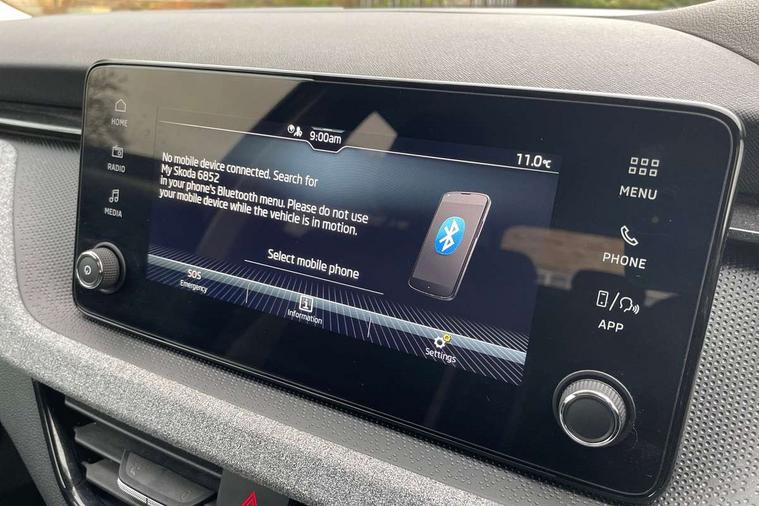 HOME
RADIO
MEDIA
9:00am
11.0°C
No mobile device connected. Search for
My Skoda 6852
in your phone's Bluetooth menu. Please do not use
your mobile device while the vehicle is in motion.
Select mobile phone
SOS
Emergency
Information
Settings
MENU
PHONE
APP